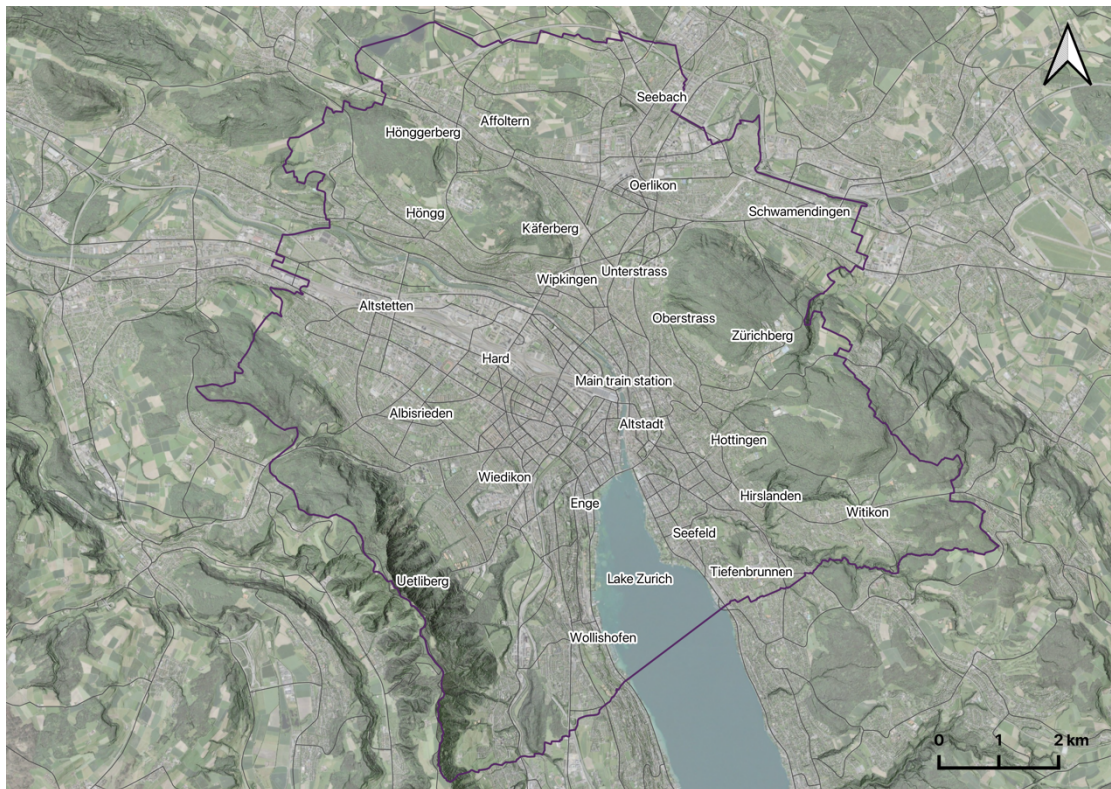 Seebach
Affoltern
Hönggerberg
Oerlikon
Höngg
Schwamendingen
Käferberg
Unterstrass
Wipkingen
Altstetten
Oberstrass
Zürichberg
Hard
Main train station
Albisrieden
Altstadt
Hottingen
Wiedikon
Hirslanden
Enge
Witikon
Seefeld
Tiefenbrunnen
Lake Zurich
Uetliberg
Wollishofen
0 1 2 km